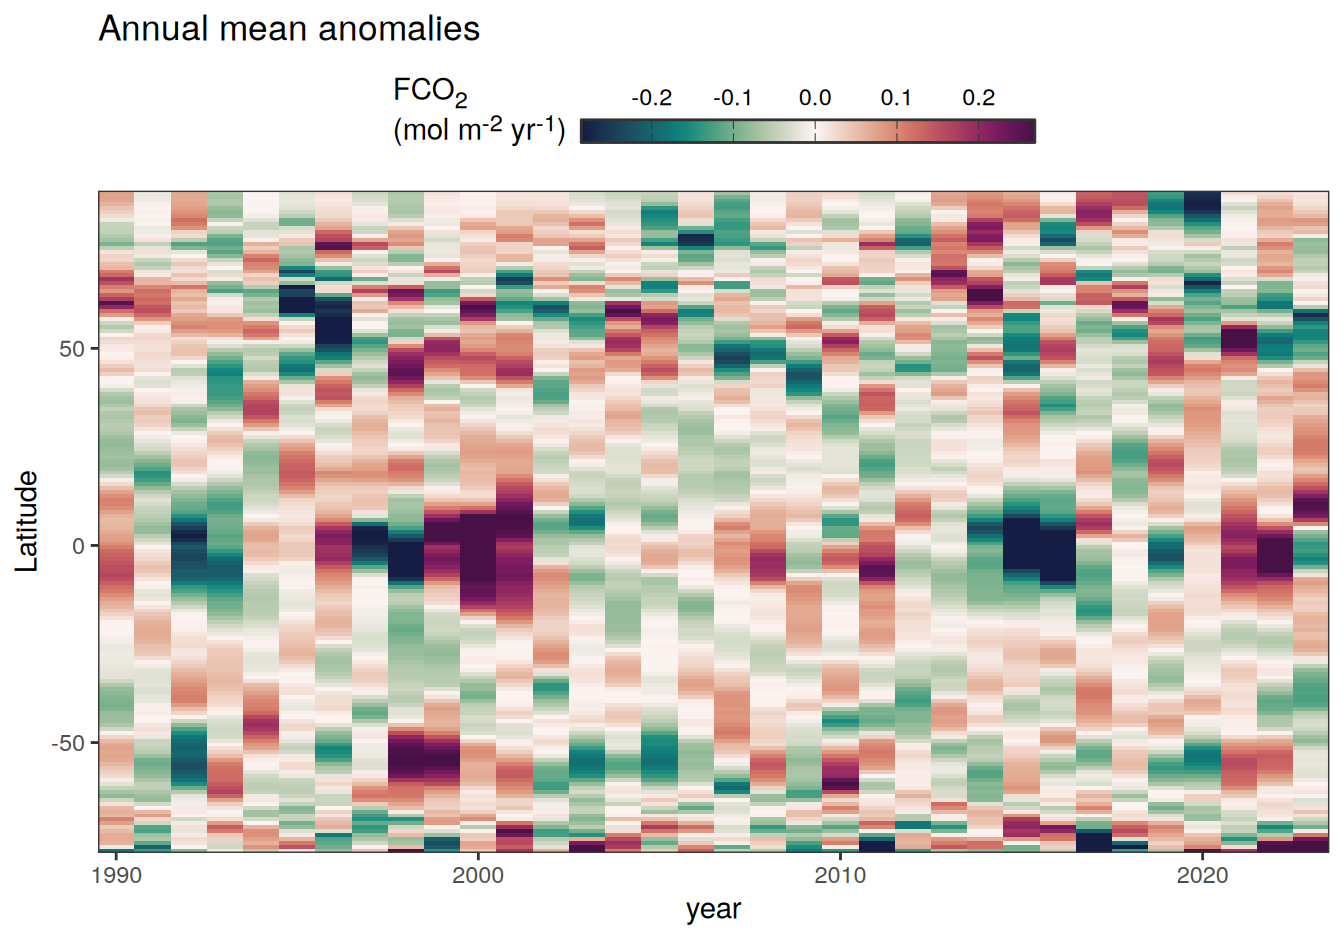 Annual mean anomalies
FCO₂
(mol m⁻² yr⁻¹)
-0.2 -0.1 0.0 0.1 0.2
Latitude
50
0
-50
1990 2000 2010 2020
year